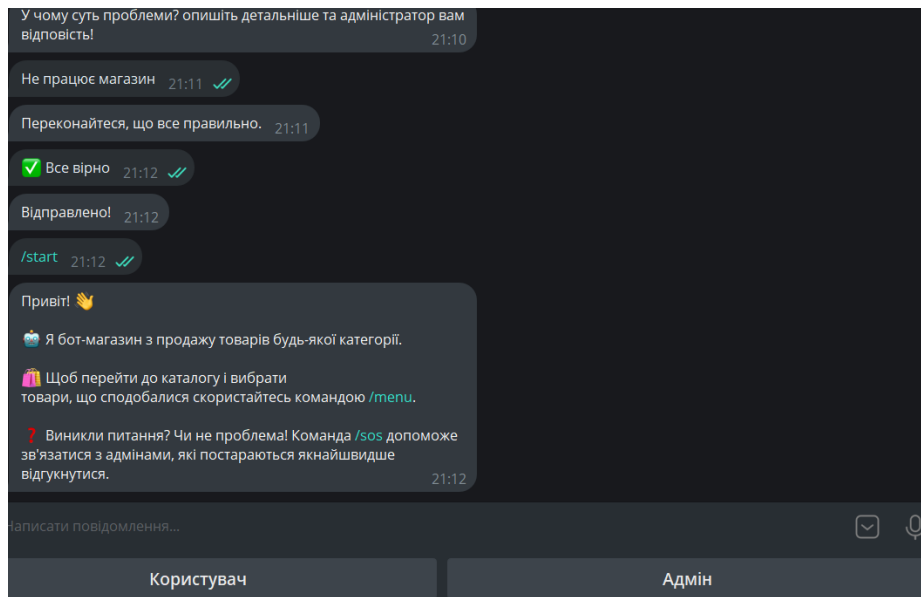 У чому суть проблеми? опишіть детальніше та адміністратор вам
відповість!
21:10
Не працює магазин 21:11
Переконайтеся, що все правильно. 21:11
✅ Все вірно 21:12
Відправлено! 21:12
/start 21:12
Привіт! 👋
🤖 Я бот-магазин з продажу товарів будь-якої категорії.
🛍 Щоб перейти до каталогу і вибрати
товари, що сподобалися скористайтесь командою /menu.
❓ Виникли питання? Чи не проблема! Команда /sos допоможе
зв'язатися з адмінами, які постараються якнайшвидше
відгукнутися.
21:12
Написати повідомлення...
Користувач
Адмін